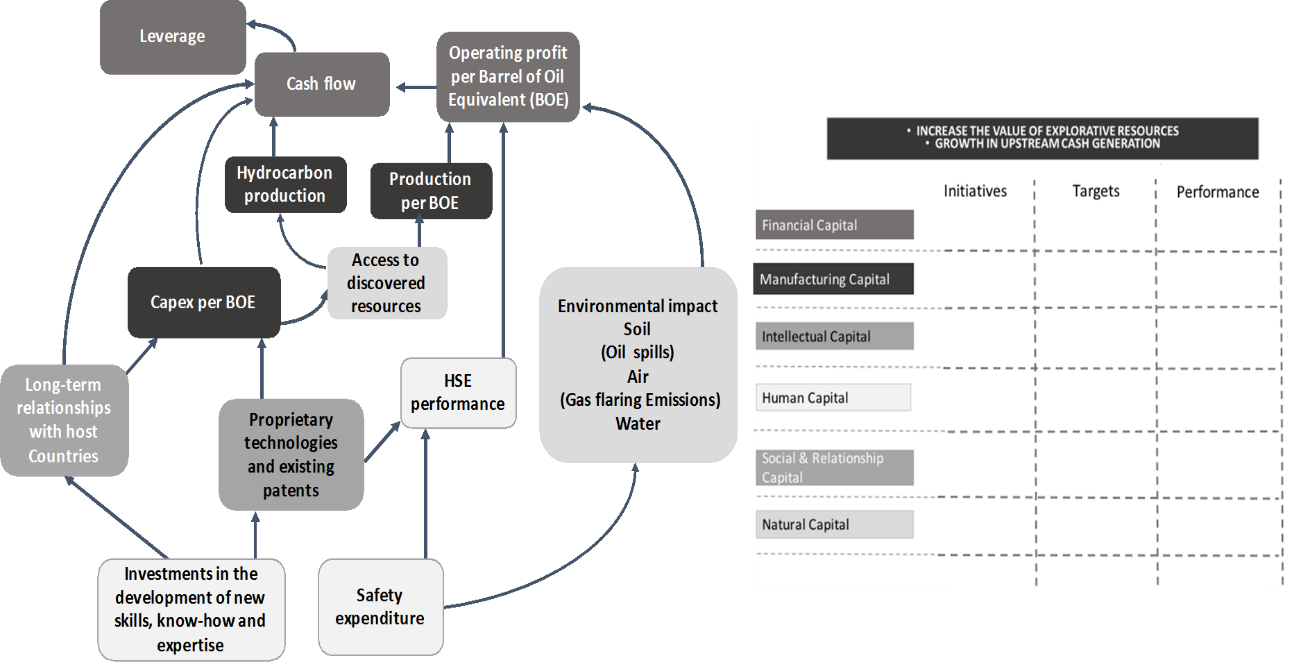 Leverage
Cash flow
Operating profit
per Barrel of Oil
Equivalent (BOE)
Hydrocarbon
production
Production
per BOE
Access to
discovered
resources
Capex per BOE
Environmental impact
Soil
(Oil spills)
Air
(Gas flaring Emissions)
Water
Long-term
relationships
with host
Countries
HSE
performance
Proprietary
technologies
and existing
patents
Investments in the
development of new
skills, know-how and
expertise
Safety
expenditure
• INCREASE THE VALUE OF EXPLORATIVE RESOURCES
• GROWTH IN UPSTREAM CASH GENERATION
Initiatives
Targets
Performance
Financial Capital
Manufacturing Capital
Intellectual Capital
Human Capital
Social & Relationship
Capital
Natural Capital